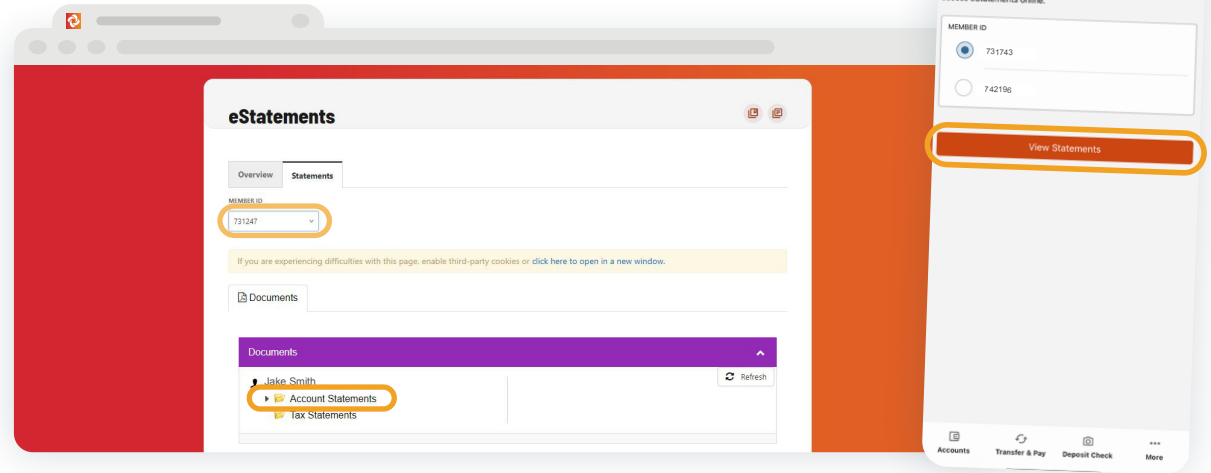 eStatements
Overview
Statements
MEMBER ID
731247
If you are experiencing difficulties with this page, enable third-party cookies or click here to open in a new window.
Documents
Documents
Jake Smith
Refresh
Account Statements
Tax Statements
eStatements online.
MEMBER ID
731743
742196
View Statements
Accounts
Transfer & Pay
Deposit Check
More